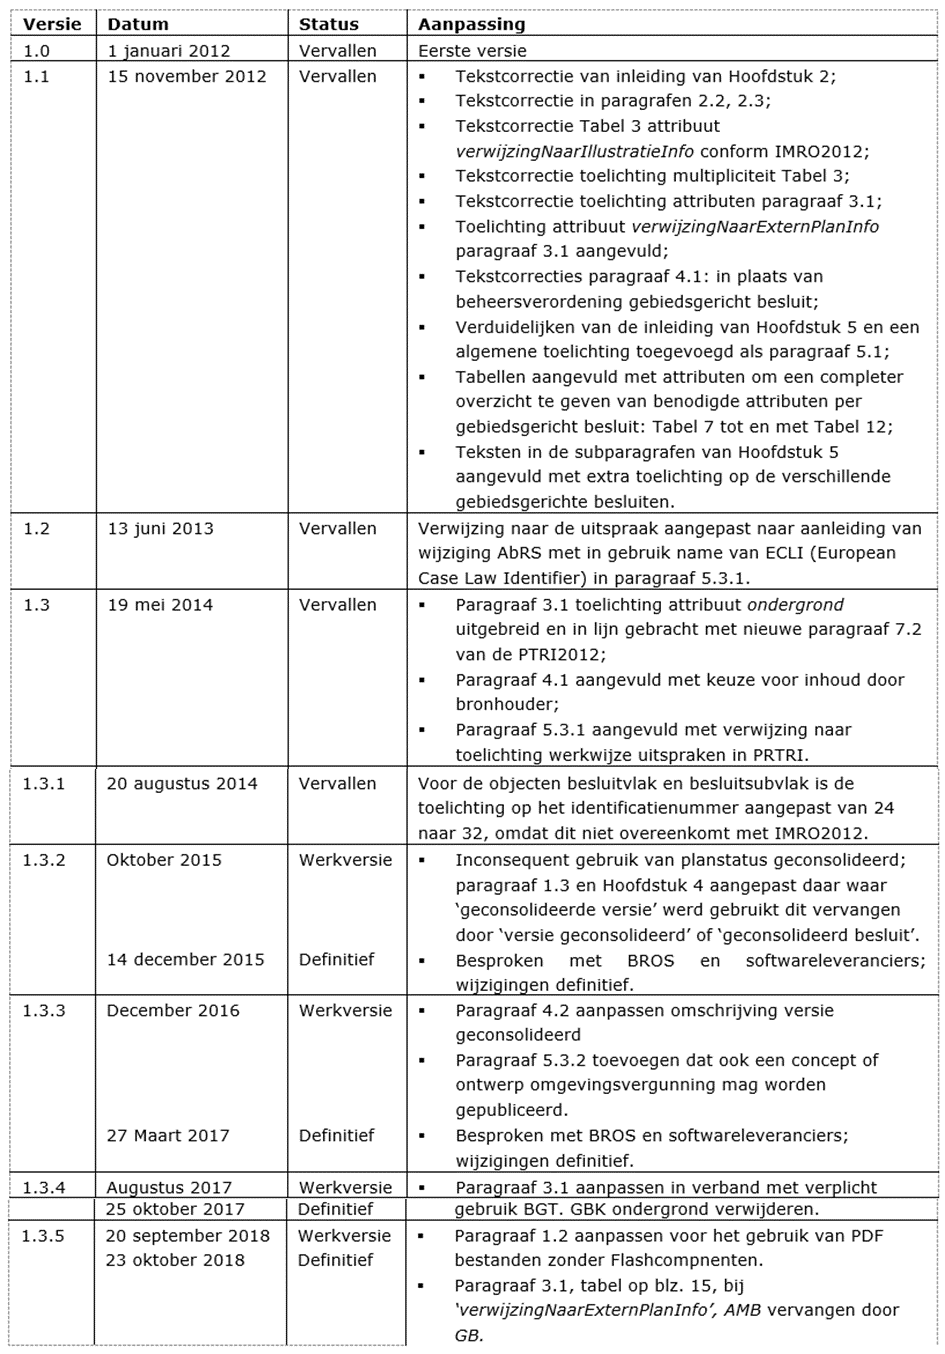 Versie Datum Status Aanpassing
1.0 1 januari 2012 Vervallen Eerste versie
1.1 15 november 2012 Vervallen ▪ Tekstcorrectie van inleiding van Hoofdstuk 2;
▪ Tekstcorrectie in paragrafen 2.2, 2.3;
▪ Tekstcorrectie Tabel 3 attribuut
verwijzingNaarIllustratieInfo conform IMRO2012;
▪ Tekstcorrectie toelichting multipliciteit Tabel 3;
▪ Tekstcorrectie toelichting attributen paragraaf 3.1;
▪ Toelichting attribuut verwijzingNaarExternPlanInfo
paragraaf 3.1 aangevuld;
▪ Tekstcorrecties paragraaf 4.1: in plaats van
beheersverordening gebiedsgericht besluit;
▪ Verduidelijken van de inleiding van Hoofdstuk 5 en een
algemene toelichting toegevoegd als paragraaf 5.1;
▪ Tabellen aangevuld met attributen om een completer
overzicht te geven van benodigde attributen per
gebiedsgericht besluit: Tabel 7 tot en met Tabel 12;
▪ Teksten in de subparagrafen van Hoofdstuk 5
aangevuld met extra toelichting op de verschillende
gebiedsgerichte besluiten.
1.2 13 juni 2013 Vervallen Verwijzing naar de uitspraak aangepast naar aanleiding van
wijziging AbRS met in gebruik name van ECLI (European
Case Law Identifier) in paragraaf 5.3.1.
1.3 19 mei 2014 Vervallen ▪ Paragraaf 3.1 toelichting attribuut ondergrond
uitgebreid en in lijn gebracht met nieuwe paragraaf 7.2
van de PTRI2012;
▪ Paragraaf 4.1 aangevuld met keuze voor inhoud door
bronhouder;
▪ Paragraaf 5.3.1 aangevuld met verwijzing naar
toelichting werkwijze uitspraken in PRTRI.
1.3.1 20 augustus 2014 Vervallen Voor de objecten besluitvlak en besluitsubvlak is de
toelichting op het identificatienummer aangepast van 24
naar 32, omdat dit niet overeenkomt met IMRO2012.
1.3.2 Oktober 2015 Werkversie ▪ Inconsequent gebruik van planstatus geconsolideerd;
paragraaf 1.3 en Hoofdstuk 4 aangepast daar waar
‘geconsolideerde versie’ werd gebruikt dit vervangen
door ‘versie geconsolideerd’ of ‘geconsolideerd besluit’.
14 december 2015 Definitief ▪ Besproken met BROS en softwareleveranciers;
wijzigingen definitief.
1.3.3 December 2016 Werkversie ▪ Paragraaf 4.2 aanpassen omschrijving versie
geconsolideerd
▪ Paragraaf 5.3.2 toevoegen dat ook een concept of
ontwerp omgevingsvergunning mag worden
gepubliceerd.
27 Maart 2017 Definitief ▪ Besproken met BROS en softwareleveranciers;
wijzigingen definitief.
1.3.4 Augustus 2017 Werkversie ▪ Paragraaf 3.1 aanpassen in verband met verplicht
25 oktober 2017 Definitief gebruik BGT. GBK ondergrond verwijderen.
1.3.5 20 september 2018 Werkversie ▪ Paragraaf 1.2 aanpassen voor het gebruik van PDF
23 oktober 2018 Definitief bestanden zonder Flashcompnenten.
▪ Paragraaf 3.1, tabel op blz. 15, bij
‘verwijzingNaarExternPlanInfo’, AMB vervangen door
GB.